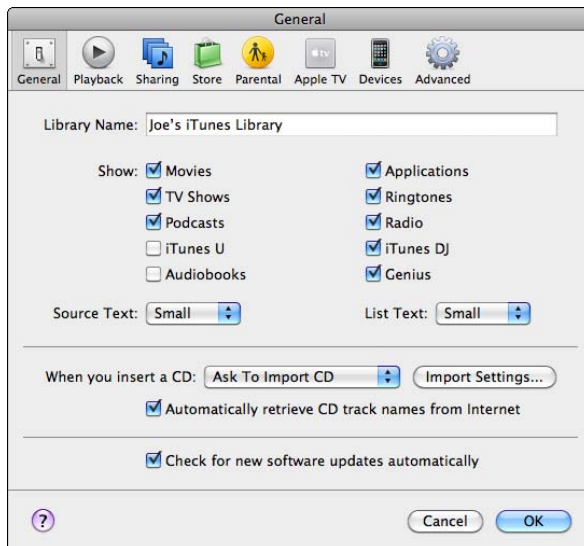 General
General Playback Sharing Store Parental Apple TV Devices Advanced
Library Name: Joe's iTunes Library
Show: Movies Applications
TV Shows Ringtones
Podcasts Radio
iTunes U iTunes DJ
Audiobooks Genius
Source Text: Small List Text: Small
When you insert a CD: Ask To Import CD Import Settings...
Automatically retrieve CD track names from Internet
Check for new software updates automatically
? Cancel OK